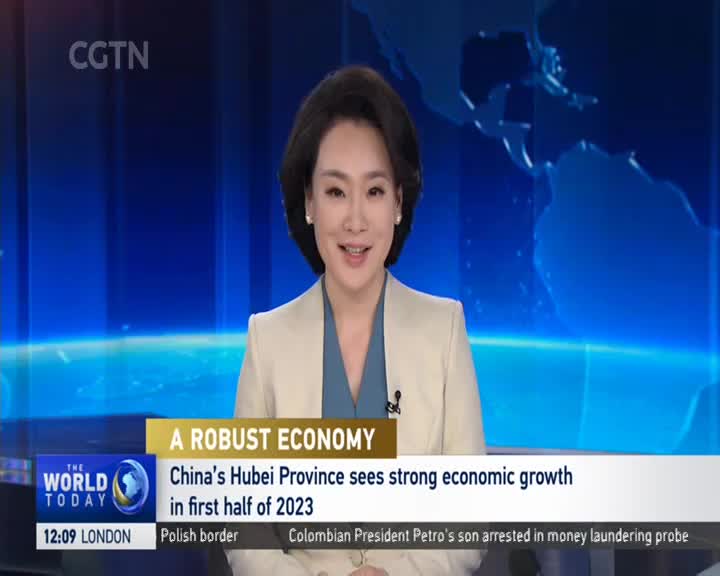 CGTN
A ROBUST ECONOMY
China's Hubei Province sees strong economic growth
in first half of 2023
THE
WORLD
TODAY
12:09 LONDON
Polish border
Colombian President Petro's son arrested in money laundering probe